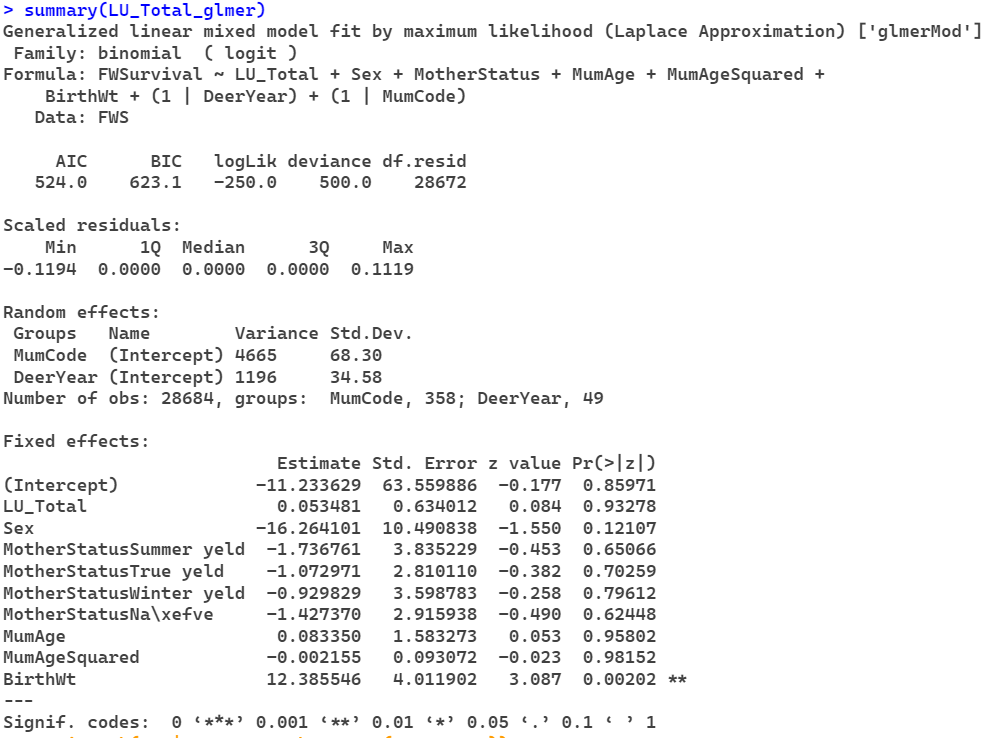 > summary(LU_Total_glmer)
Generalized linear mixed model fit by maximum likelihood (Laplace Approximation) ['glmerMod']
 Family: binomial  ( logit )
Formula: FWSurvival ~ LU_Total + Sex + MotherStatus + MumAge + MumAgeSquared +
    BirthWt + (1 | DeerYear) + (1 | MumCode)
   Data: FWS
     AIC      BIC   logLik deviance df.resid
   524.0    623.1   -250.0    500.0    28672
Scaled residuals:
    Min      1Q  Median      3Q     Max
-0.1194  0.0000  0.0000  0.0000  0.1119
Random effects:
 Groups   Name        Variance Std.Dev.
 MumCode  (Intercept) 4665     68.30
 DeerYear (Intercept) 1196     34.58
Number of obs: 28684, groups:  MumCode, 358; DeerYear, 49
Fixed effects:
                          Estimate Std. Error z value Pr(>|z|)
(Intercept)             -11.233629  63.559886  -0.177  0.85971
LU_Total                  0.053481   0.634012   0.084  0.93278
Sex                     -16.264101  10.490838  -1.550  0.12107
MotherStatusSummer yeld  -1.736761   3.835229  -0.453  0.65066
MotherStatusTrue yeld    -1.072971   2.810110  -0.382  0.70259
MotherStatusWinter yeld  -0.929829   3.598783  -0.258  0.79612
MotherStatusNa\xefve     -1.427370   2.915938  -0.490  0.62448
MumAge                    0.083350   1.583273   0.053  0.95802
MumAgeSquared            -0.002155   0.093072  -0.023  0.98152
BirthWt                  12.385546   4.011902   3.087  0.00202 **
---
Signif. codes:  0 ‘***’ 0.001 ‘**’ 0.01 ‘*’ 0.05 ‘.’ 0.1 ‘ ’ 1